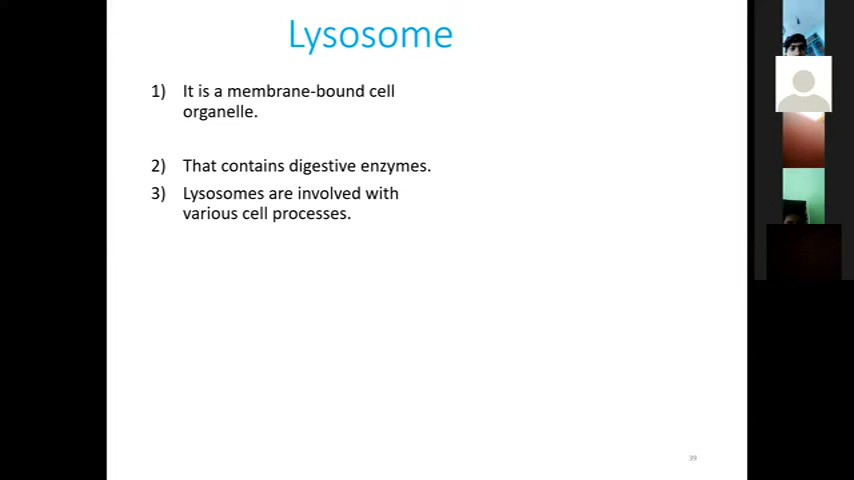 Lysosome
1) It is a membrane-bound cell
organelle.
2) That contains digestive enzymes.
3) Lysosomes are involved with
various cell processes.
39